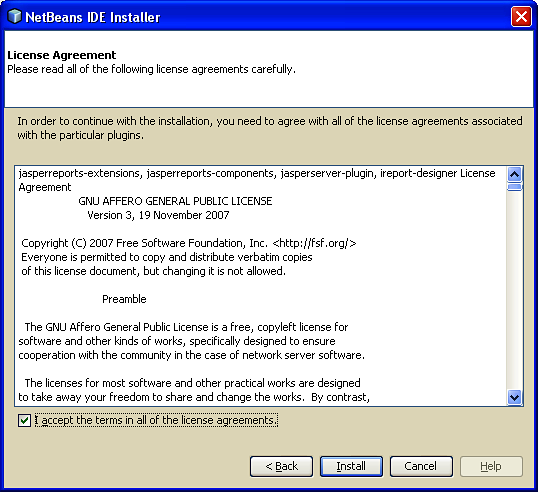 NetBeans IDE Installer
License Agreement
Please read all of the following license agreements carefully.
In order to continue with the installation, you need to agree with all of the license agreements associated
with the particular plugins.
jasperreports-extensions, jasperreports-components, jasperserver-plugin, ireport-designer License
Agreement
GNU AFFERO GENERAL PUBLIC LICENSE
Version 3, 19 November 2007
Copyright (C) 2007 Free Software Foundation, Inc. <http://fsf.org/>
Everyone is permitted to copy and distribute verbatim copies
of this license document, but changing it is not allowed.
Preamble
The GNU Affero General Public License is a free, copyleft license for
software and other kinds of works, specifically designed to ensure
cooperation with the community in the case of network server software.
The licenses for most software and other practical works are designed
to take away your freedom to share and change the works. By contrast,
I accept the terms in all of the license agreements.
< Back Install Cancel Help